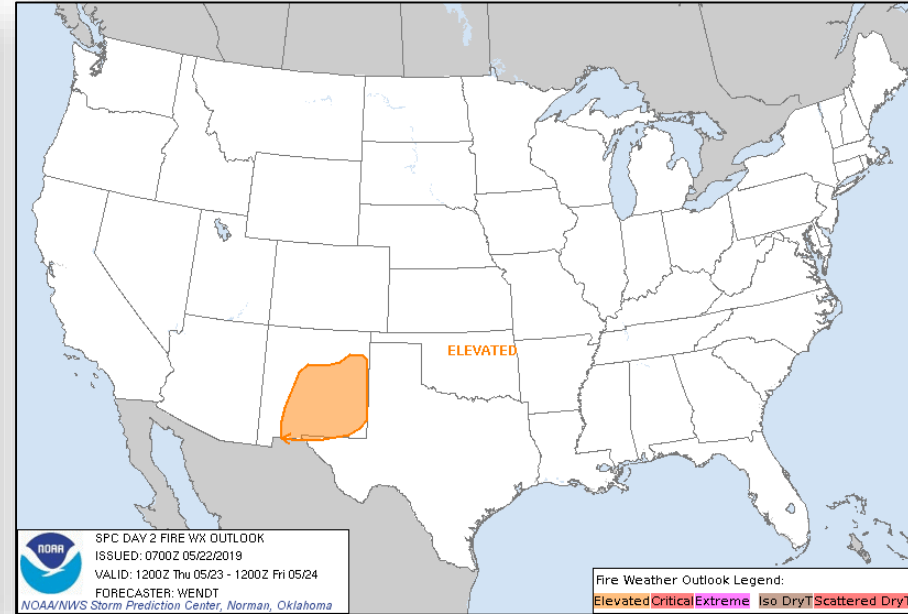 ELEVATED
NOAA
SPC DAY 2 FIRE WX OUTLOOK
ISSUED: 0700Z 05/22/2019
VALID: 1200Z Thu 05/23 - 1200Z Fri 05/24
FORECASTER: WENDT
NOAA/NWS Storm Prediction Center, Norman, Oklahoma
Fire Weather Outlook Legend:
Elevated Critical Extreme Iso DryT Scattered DryT